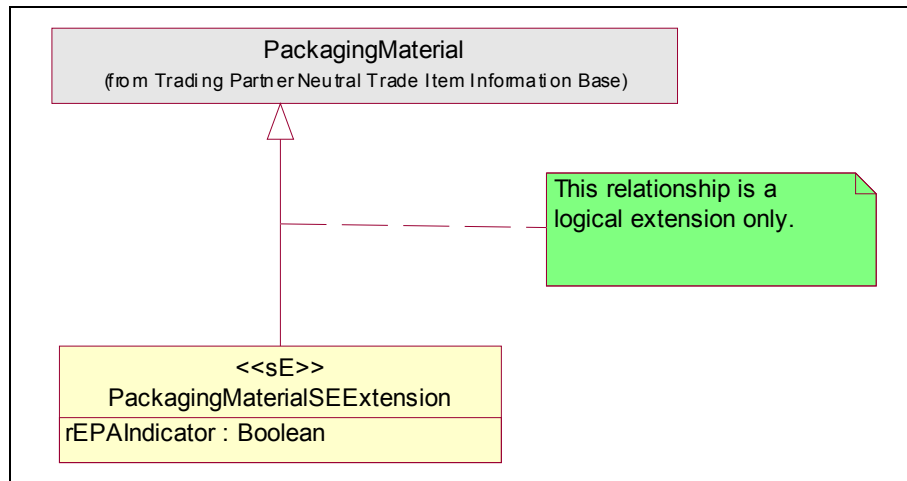 PackagingMaterial
(from Trading Partner Neutral Trade Item Information Base)
This relationship is a
logical extension only.
<<sE>>
PackagingMaterialSEExtension
rEPAIndicator : Boolean